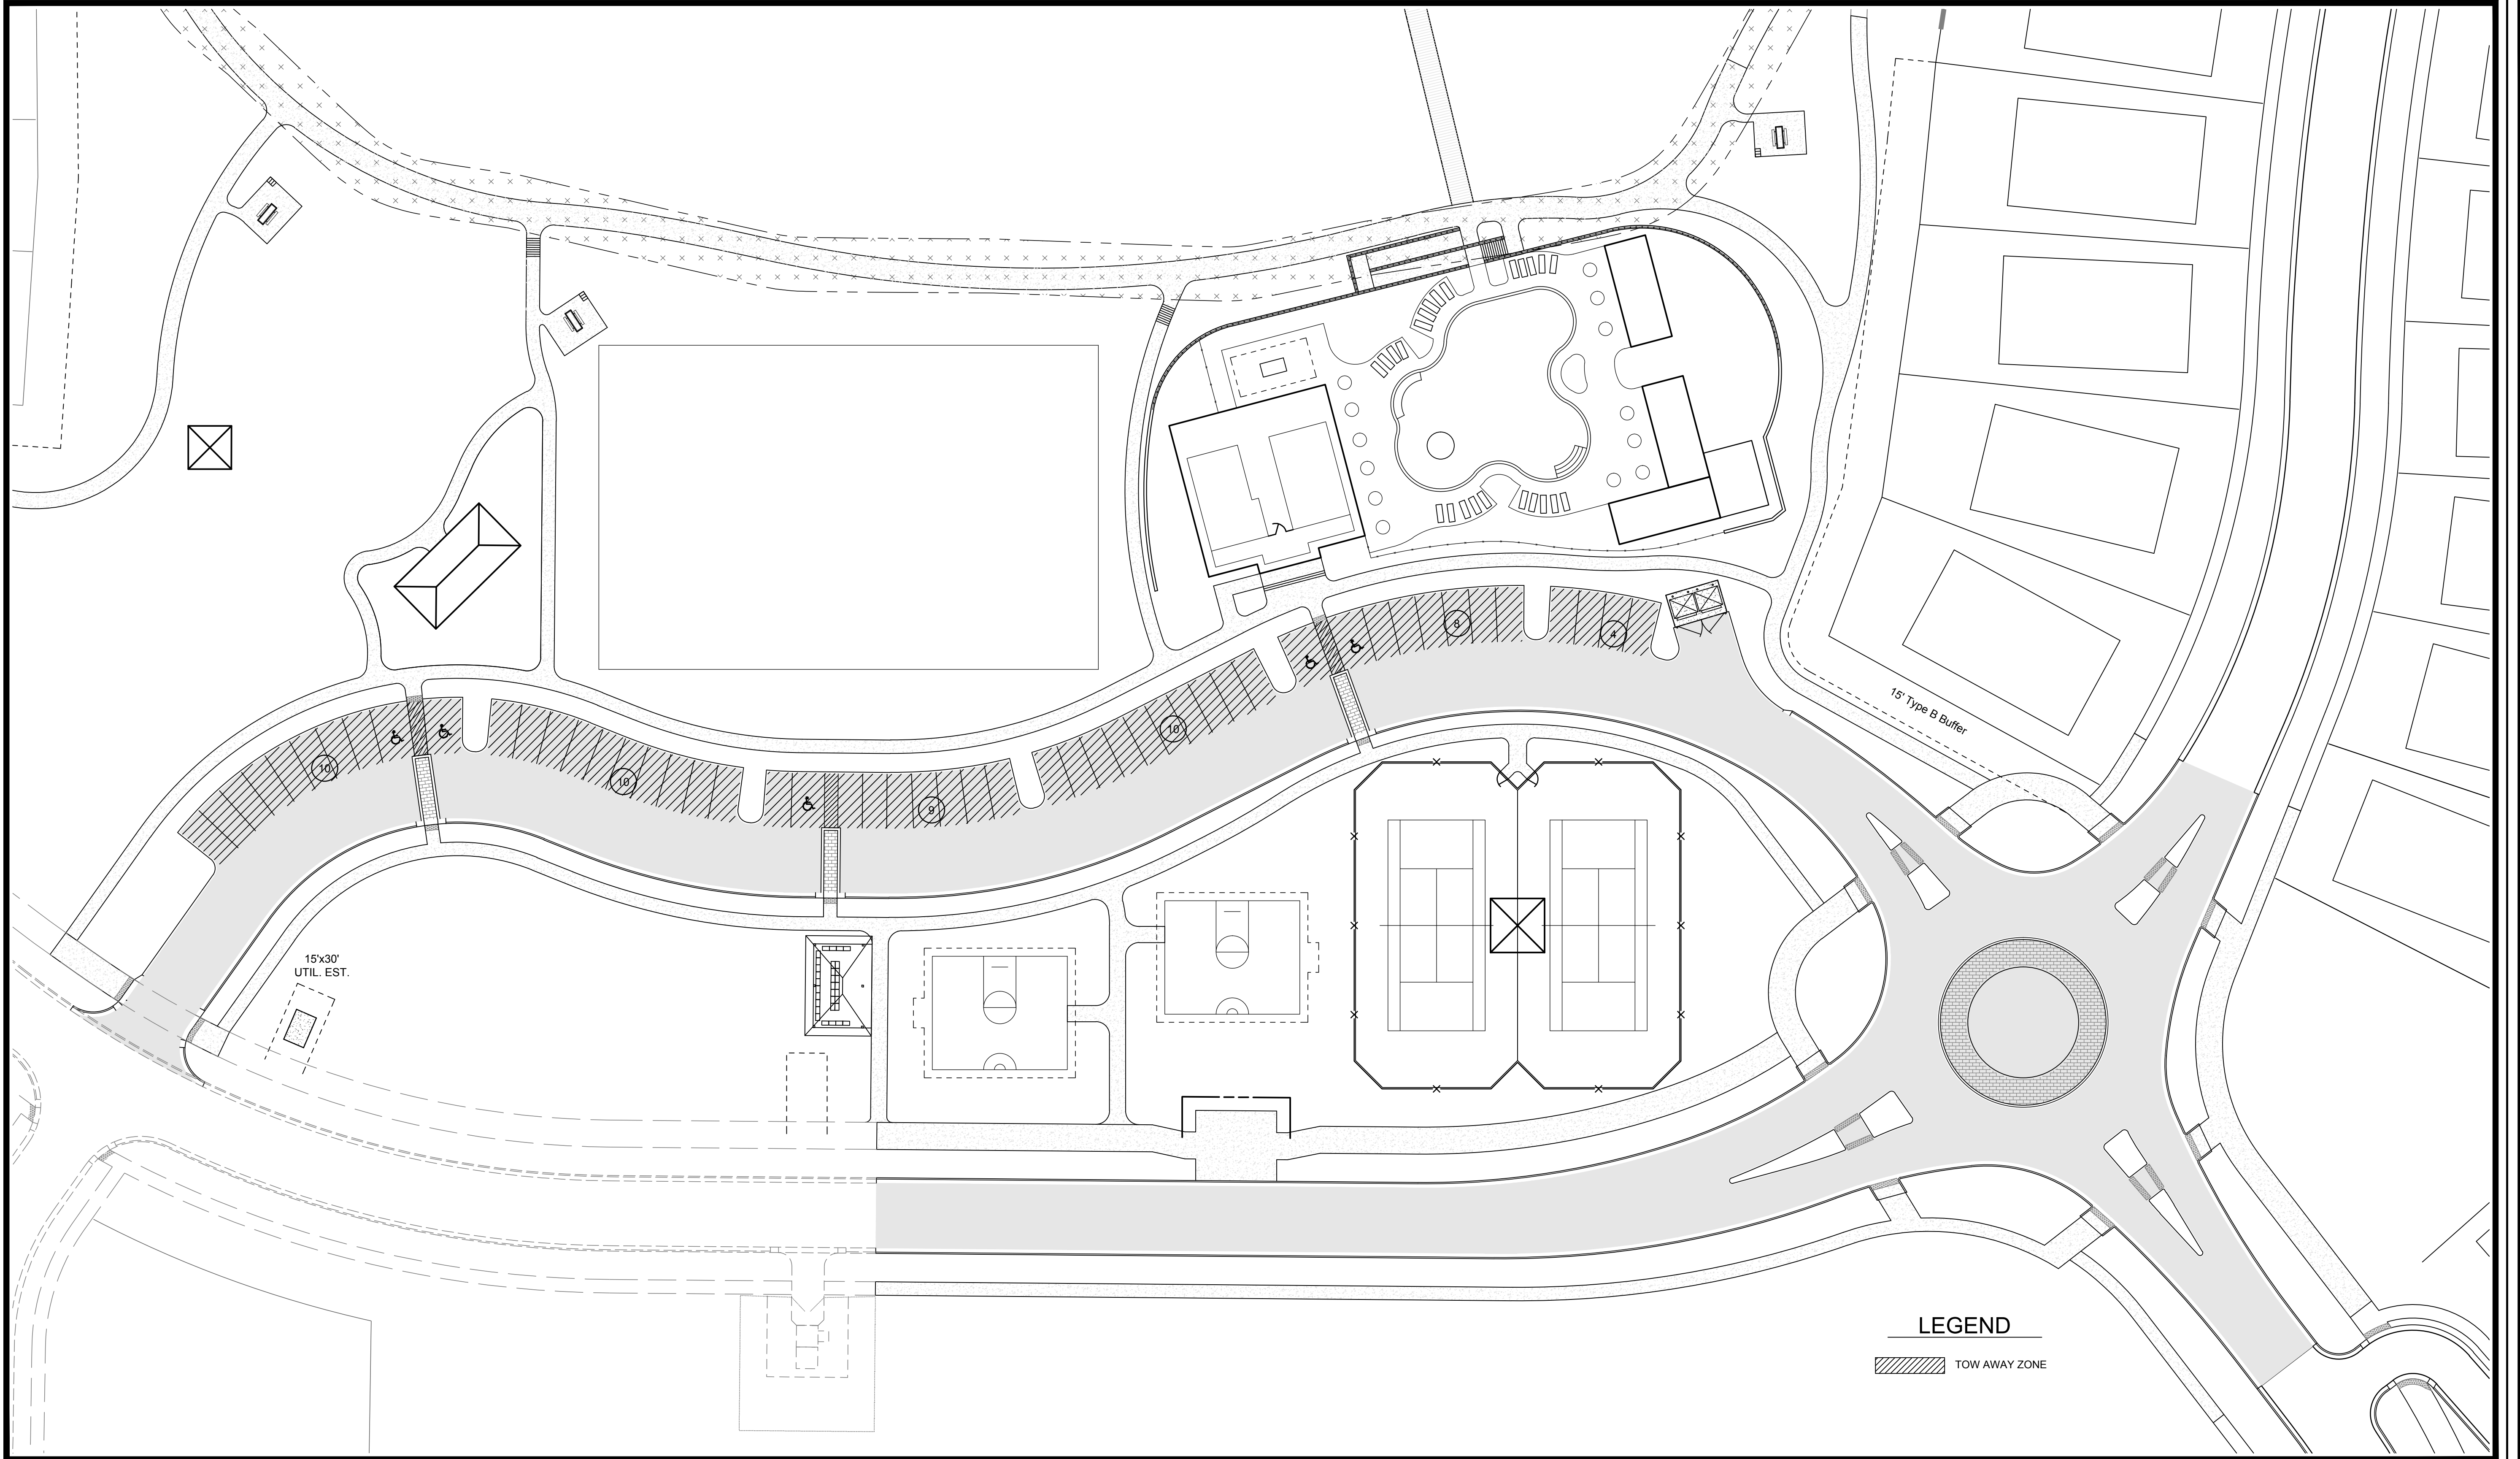 8
4
15' Type B Buffer
10
10
10
9
15'x30'
UTIL. EST.
LEGEND
TOW AWAY ZONE